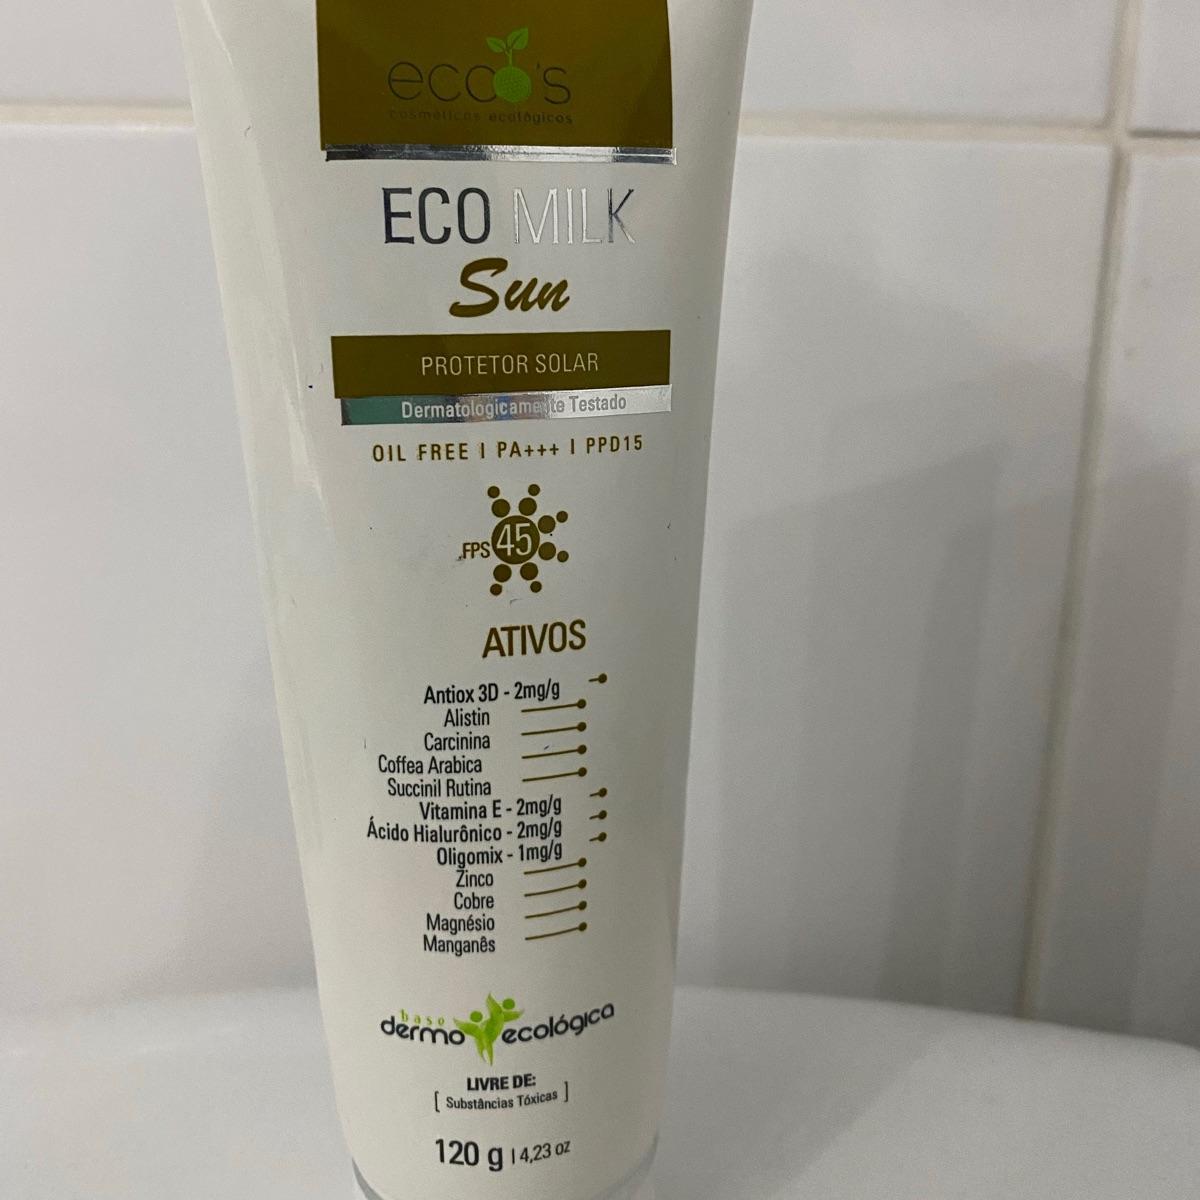 ecco's
cosméticos ecológicos
ECO MILK
Sun
PROTETOR SOLAR
Dermatologicamente Testado
OIL FREE I PA+++ I PPD15
FPS 45
ATIVOS
Antiox 3D - 2mg/g
Alistin
Carcinina
Coffea Arabica
Succinil Rutina
Vitamina E - 2mg/g
Ácido Hialurônico - 2mg/g
Oligomix - 1mg/g
Zinco
Cobre
Magnésio
Manganês
base
dermo ecológica
LIVRE DE:
[ Substâncias Tóxicas ]
120 g | 4,23 oz